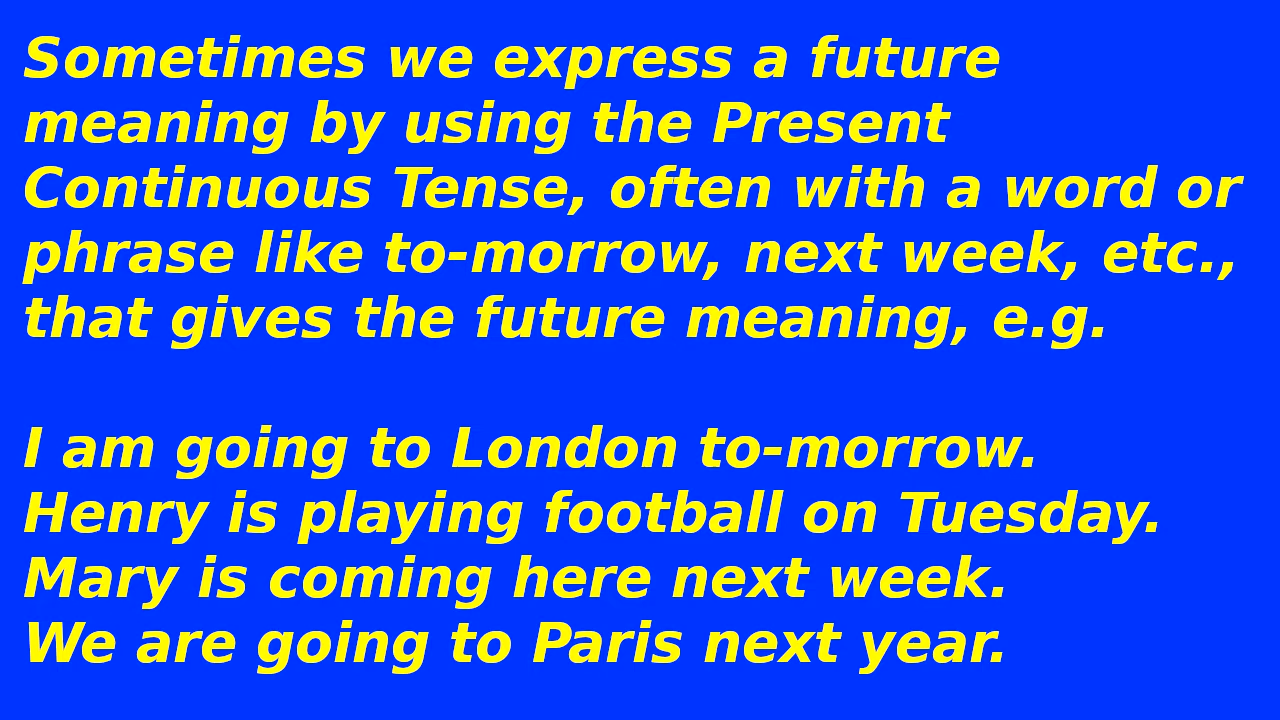 Sometimes we express a future
meaning by using the Present
Continuous Tense, often with a word or
phrase like to-morrow, next week, etc.,
that gives the future meaning, e.g.
I am going to London to-morrow.
Henry is playing football on Tuesday.
Mary is coming here next week.
We are going to Paris next year.